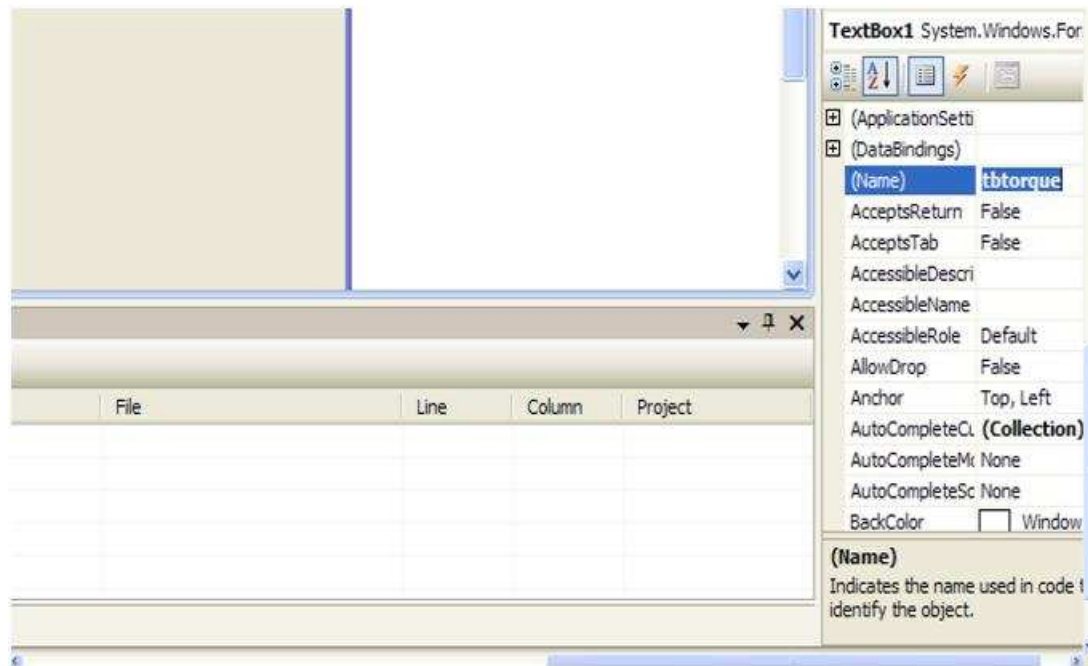 TextBox1 System.Windows.For
(ApplicationSetti
(DataBindings)
(Name) tbtorque
AcceptsReturn False
AcceptsTab False
AccessibleDescri
AccessibleName
AccessibleRole Default
AllowDrop False
Anchor Top, Left
AutoCompleteCu (Collection)
AutoCompleteMo None
AutoCompleteSc None
BackColor Window
(Name)
Indicates the name used in code t
identify the object.
File Line Column Project